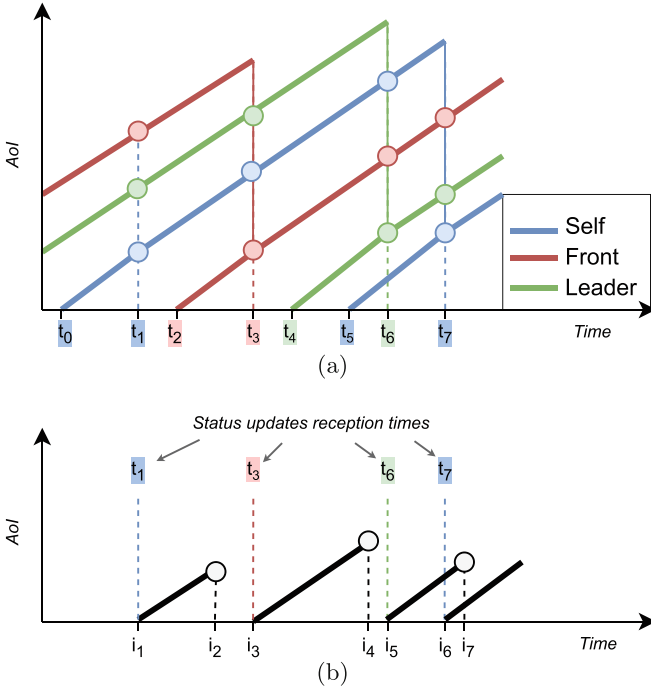 AoI
Self
Front
Leader
t0 t1 t2 t3 t4 t5 t6 t7 Time
(a)
Status updates reception times
t1 t3 t6 t7
AoI
i1 i2 i3 i4 i5 i6 i7 Time
(b)